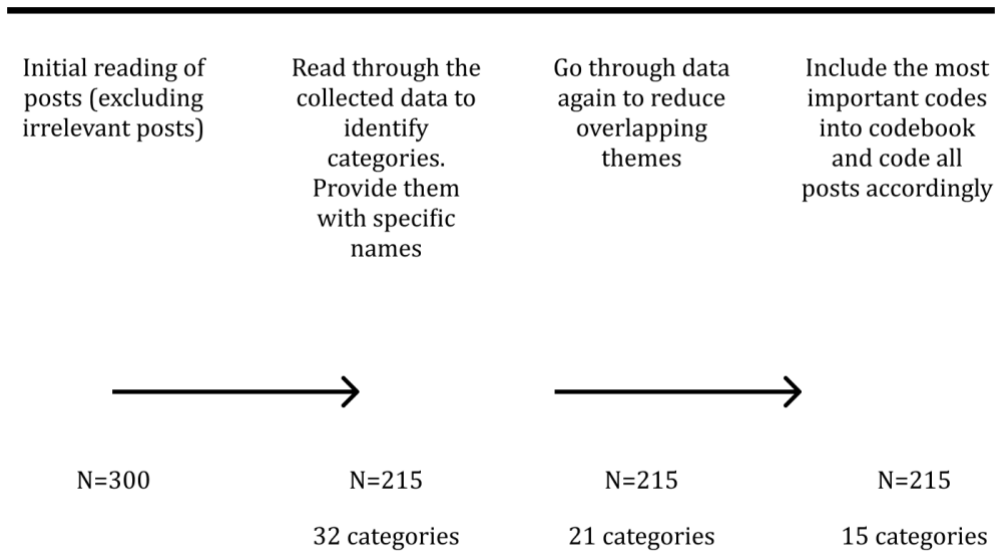 Initial reading of
posts (excluding
irrelevant posts)
Read through the
collected data to
identify
categories.
Provide them
with specific
names
Go through data
again to reduce
overlapping
themes
Include the most
important codes
into codebook
and code all
posts accordingly
N=300
N=215
N=215
N=215
32 categories
21 categories
15 categories